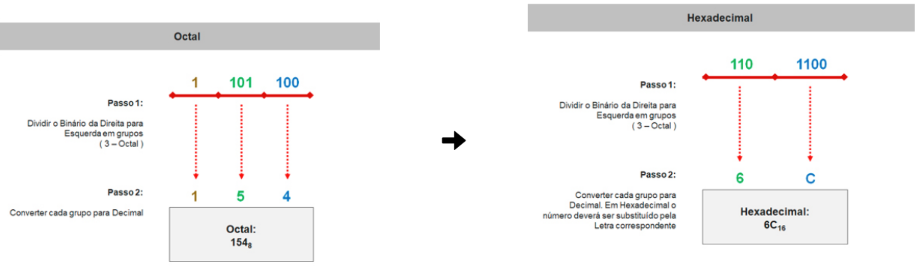 Octal
1 101 100
Passo 1:
Dividir o Binário da Direita para
Esquerda em grupos
( 3 – Octal )
Passo 2:
1 5 4
Converter cada grupo para Decimal
Octal:
154₈
Hexadecimal
110 1100
Passo 1:
Dividir o Binário da Direita para
Esquerda em grupos
( 3 – Octal )
Passo 2:
6 C
Converter cada grupo para
Decimal. Em Hexadecimal o
número deverá ser substituído pela
Letra correspondente
Hexadecimal:
6C₁₆